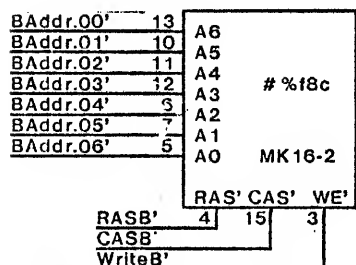 BAddr.00' 13 A6
BAddr.01' 10 A5
BAddr.02' 11 A4
BAddr.03' 12 A3
BAddr.04' 6 A2
BAddr.05' 7 A1
BAddr.06' 5 A0
# %f8c
MK16-2
RAS' CAS' WE'
RASB' 4 15 3
CASB'
WriteB'